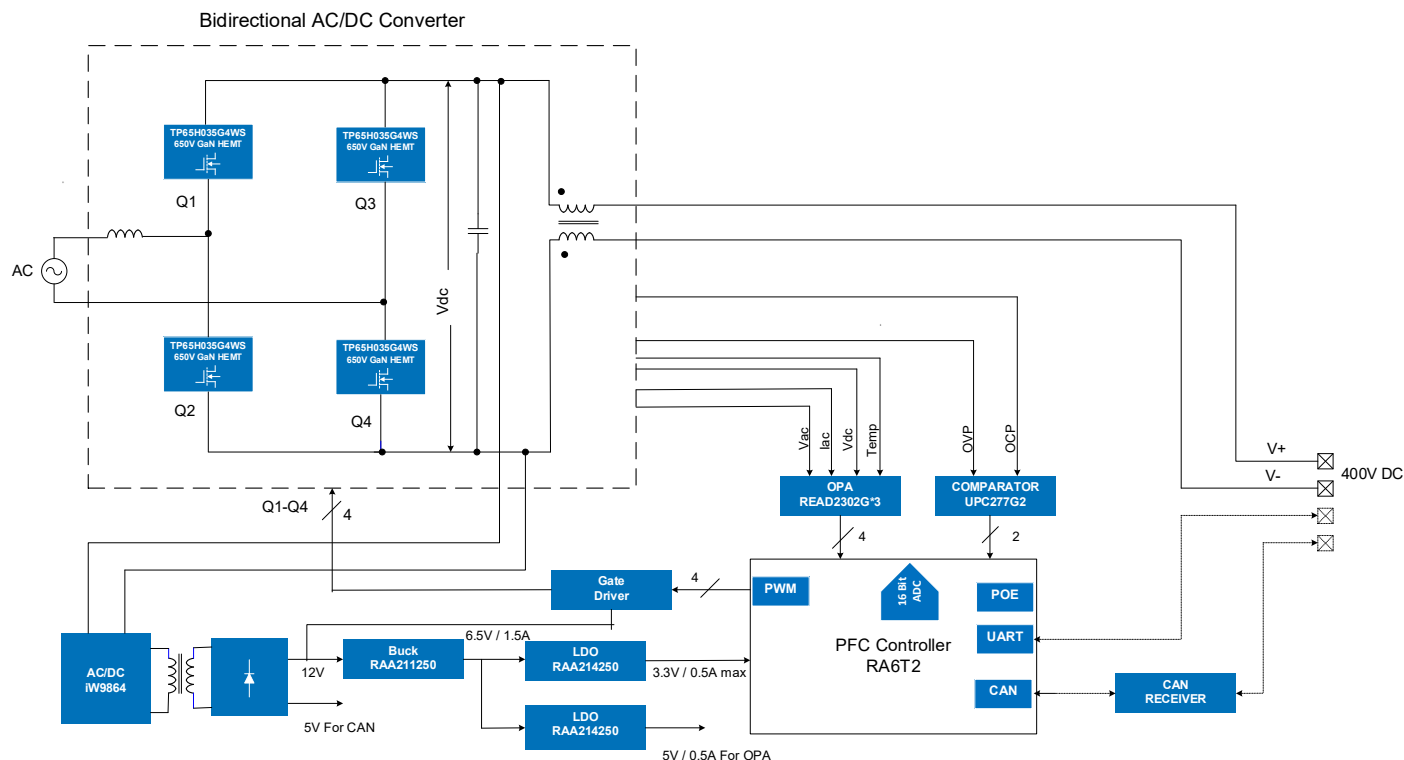 Bidirectional AC/DC Converter
TP65H035G4WS
650V GaN HEMT
Q1
TP65H035G4WS
650V GaN HEMT
Q3
AC
Vdc
TP65H035G4WS
650V GaN HEMT
Q2
TP65H035G4WS
650V GaN HEMT
Q4
Vac
Iac
Vdc
Temp
OVP
OCP
V+
V-
400V DC
OPA
READ2302G*3
COMPARATOR
UPC277G2
Q1-Q4
4
4
2
Gate
Driver
4
PWM
16 Bit
ADC
POE
UART
CAN
PFC Controller
RA6T2
CAN
RECEIVER
AC/DC
iW9864
12V
5V For CAN
Buck
RAA211250
6.5V / 1.5A
LDO
RAA214250
3.3V / 0.5A max
LDO
RAA214250
5V / 0.5A For OPA